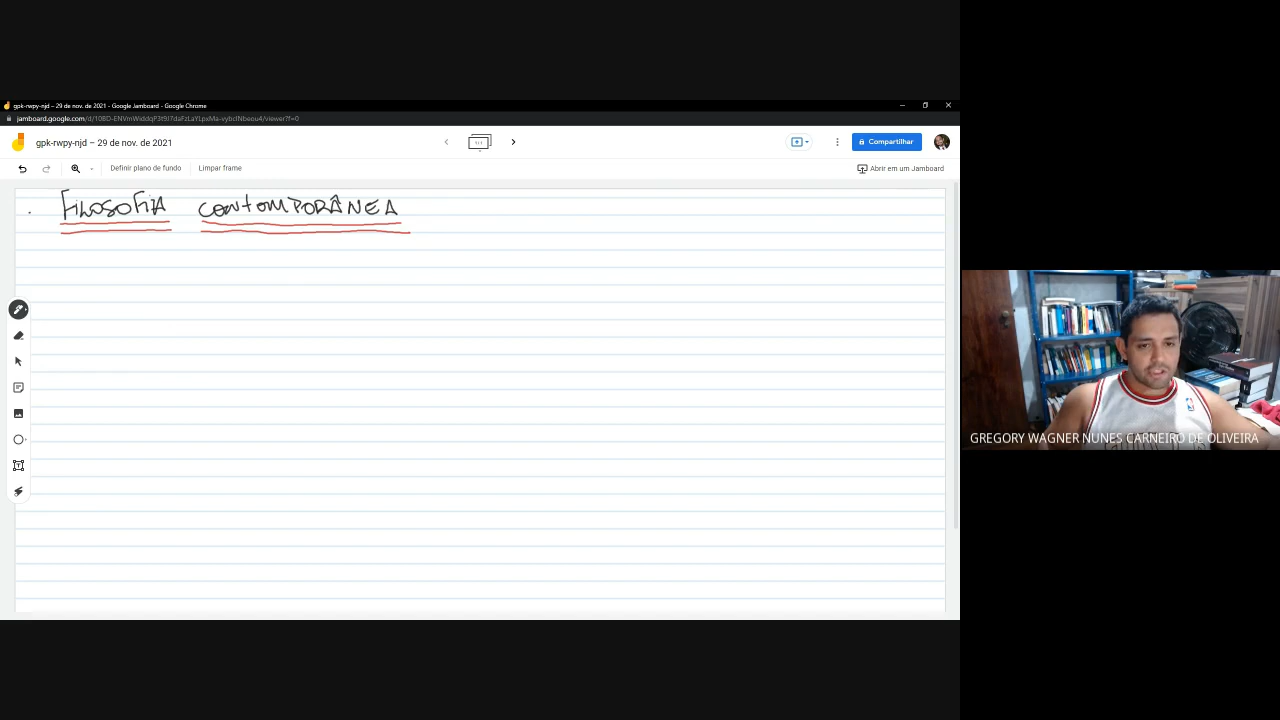 gpk-rwpy-njd – 29 de nov. de 2021 - Google Jamboard - Google Chrome
gpk-rwpy-njd – 29 de nov. de 2021
Compartilhar
Definir plano de fundo
Limpar frame
Abrir em um Jamboard
FILOSOFIA CONTOMPORÂNEA
GREGORY WAGNER NUNES CARNEIRO DE OLIVEIRA